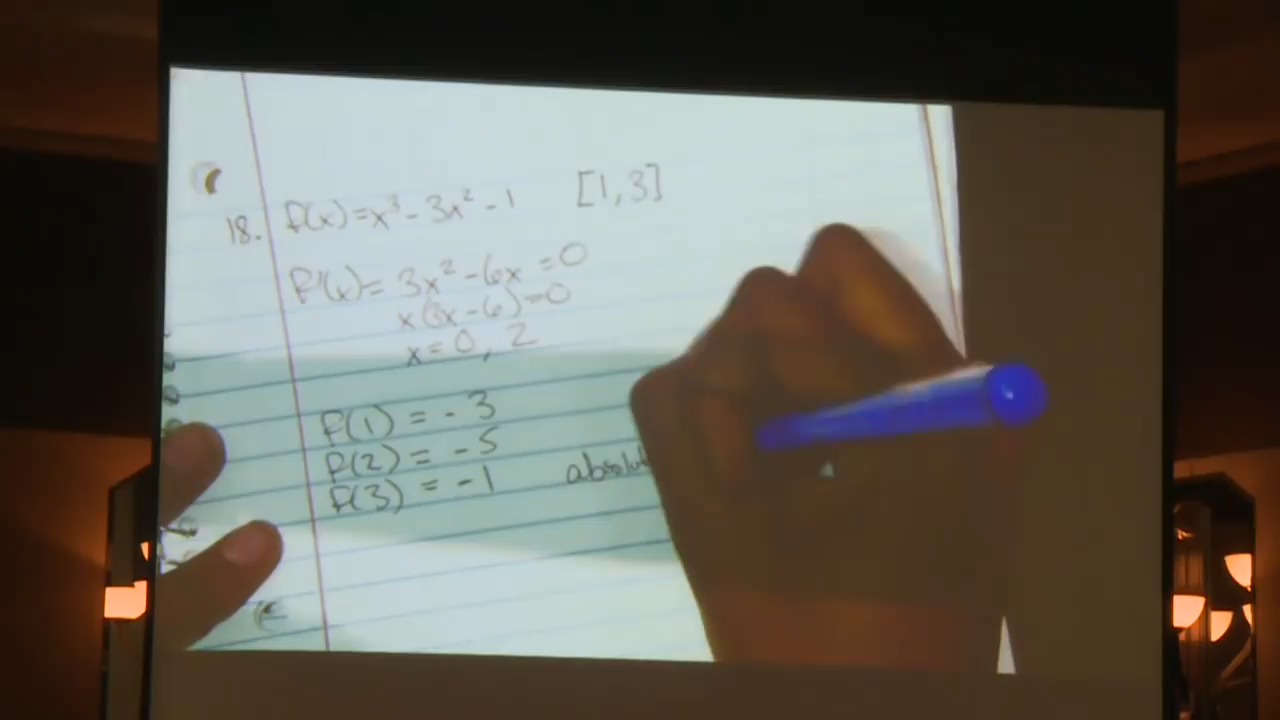 18. f(x)=x³-3x²-1 [1,3]
f'(x)= 3x²-6x=0
x(3x-6)=0
x=0, 2
f(1) = -3
f(2) = -5
f(3) = -1 absolut